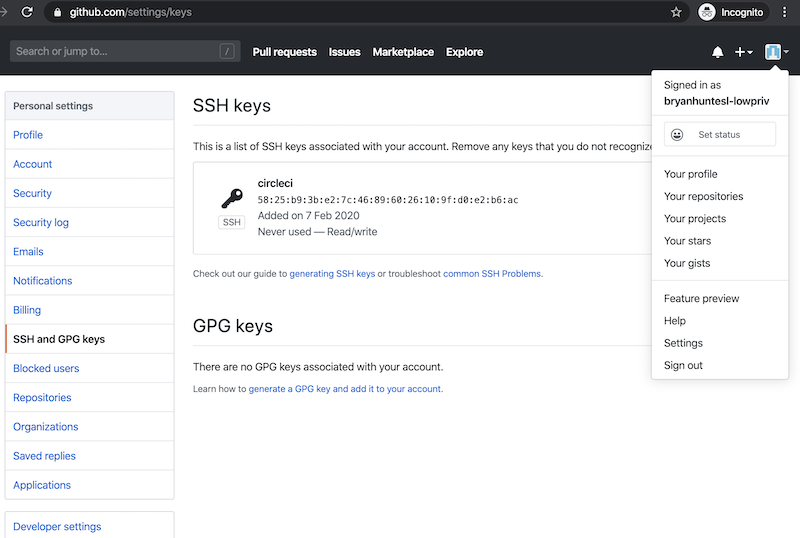 github.com/settings/keys
Incognito
Search or jump to...
/
Pull requests
Issues
Marketplace
Explore
Signed in as
bryanhuntesl-lowpriv
Set status
Your profile
Your repositories
Your projects
Your stars
Your gists
Feature preview
Help
Settings
Sign out
Personal settings
Profile
Account
Security
Security log
Emails
Notifications
Billing
SSH and GPG keys
Blocked users
Repositories
Organizations
Saved replies
Applications
Developer settings
SSH keys
This is a list of SSH keys associated with your account. Remove any keys that you do not recognize
SSH
circleci
58:25:b9:3b:e2:7c:46:89:60:26:10:9f:d0:e2:b6:ac
Added on 7 Feb 2020
Never used — Read/write
Check out our guide to generating SSH keys or troubleshoot common SSH Problems.
GPG keys
There are no GPG keys associated with your account.
Learn how to generate a GPG key and add it to your account.